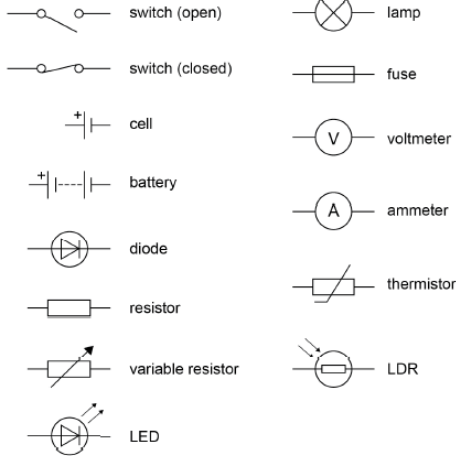 switch (open)
switch (closed)
+
cell
+
battery
diode
resistor
variable resistor
LED
lamp
fuse
V
voltmeter
A
ammeter
thermistor
LDR